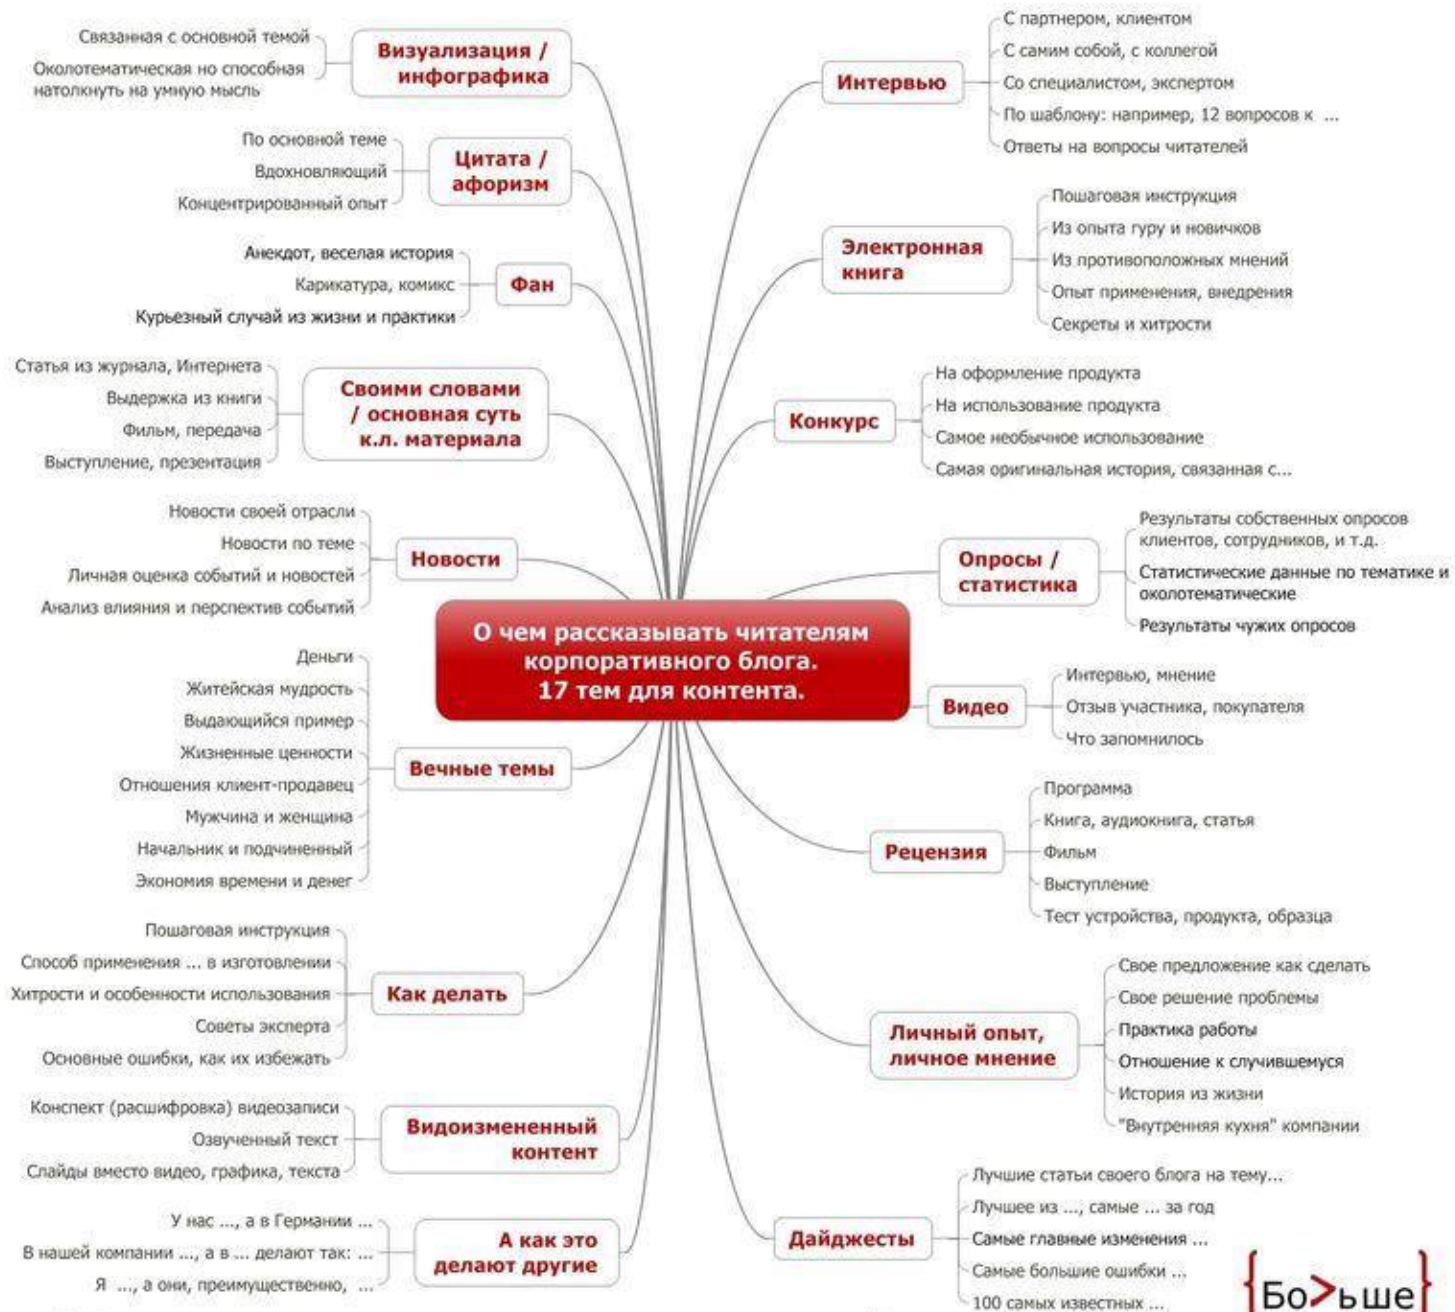 О чем рассказывать читателям
корпоративного блога.
17 тем для контента.
Интервью
С партнером, клиентом
С самим собой, с коллегой
Со специалистом, экспертом
По шаблону: например, 12 вопросов к ...
Ответы на вопросы читателей
Электронная
книга
Пошаговая инструкция
Из опыта гуру и новичков
Из противоположных мнений
Опыт применения, внедрения
Секреты и хитрости
Конкурс
На оформление продукта
На использование продукта
Самое необычное использование
Самая оригинальная история, связанная с...
Опросы /
статистика
Результаты собственных опросов
клиентов, сотрудников, и т.д.
Статистические данные по тематике и
околотематические
Результаты чужих опросов
Видео
Интервью, мнение
Отзыв участника, покупателя
Что запомнилось
Рецензия
Программа
Книга, аудиокнига, статья
Фильм
Выступление
Тест устройства, продукта, образца
Личный опыт,
личное мнение
Свое предложение как сделать
Свое решение проблемы
Практика работы
Отношение к случившемуся
История из жизни
"Внутренняя кухня" компании
Дайджесты
Лучшие статьи своего блога на тему...
Лучшее из ..., самые ... за год
Самые главные изменения ...
Самые большие ошибки ...
100 самых известных ...
Визуализация /
инфографика
Связанная с основной темой
Околотематическая но способная
натолкнуть на умную мысль
Цитата /
афоризм
По основной теме
Вдохновляющий
Концентрированный опыт
Фан
Анекдот, веселая история
Карикатура, комикс
Курьезный случай из жизни и практики
Своими словами
/ основная суть
к.л. материала
Статья из журнала, Интернета
Выдержка из книги
Фильм, передача
Выступление, презентация
Новости
Новости своей отрасли
Новости по теме
Личная оценка событий и новостей
Анализ влияния и перспектив событий
Вечные темы
Деньги
Житейская мудрость
Выдающийся пример
Жизненные ценности
Отношения клиент-продавец
Мужчина и женщина
Начальник и подчиненный
Экономия времени и денег
Как делать
Пошаговая инструкция
Способ применения ... в изготовлении
Хитрости и особенности использования
Советы эксперта
Основные ошибки, как их избежать
Видоизмененный
контент
Конспект (расшифровка) видеозаписи
Озвученный текст
Слайды вместо видео, графика, текста
А как это
делают другие
У нас ..., а в Германии ...
В нашей компании ..., а в ... делают так: ...
Я ..., а они, преимущественно, ...
{Бо>ьше}